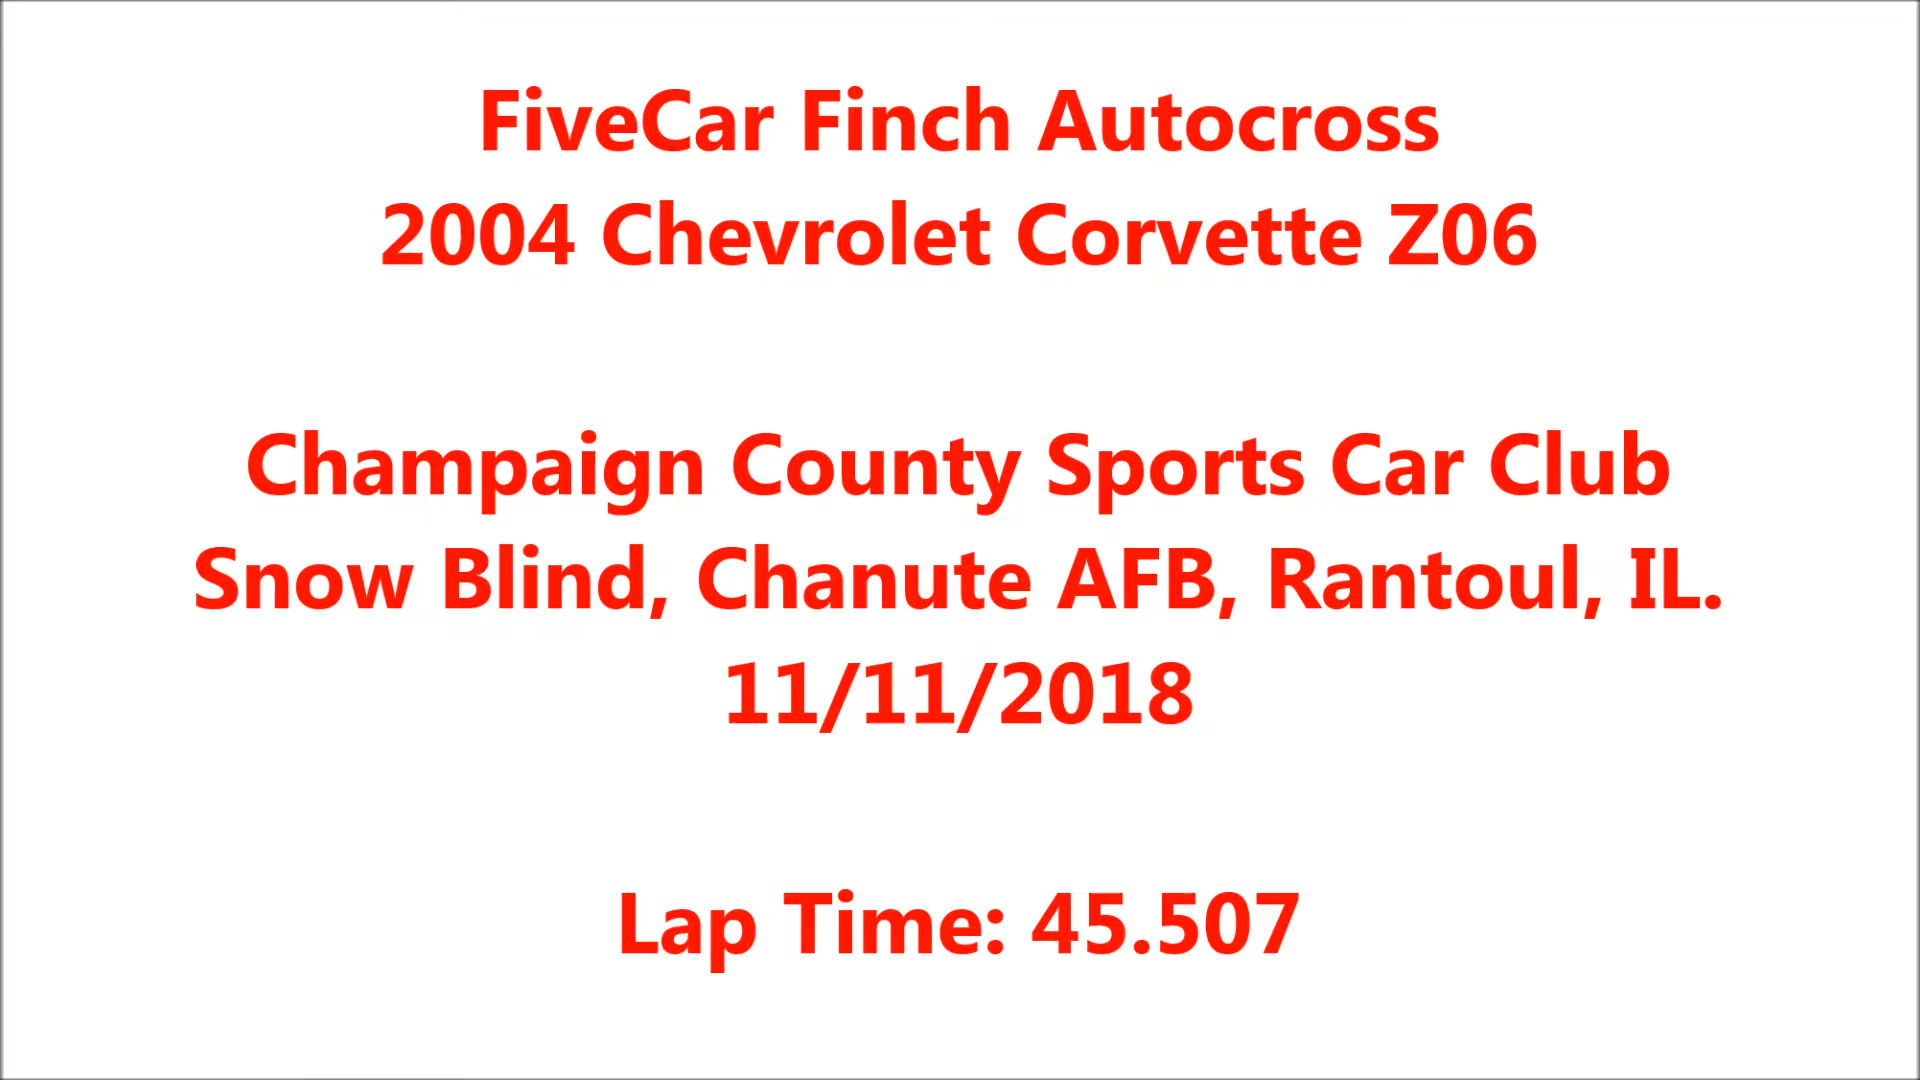 FiveCar Finch Autocross
2004 Chevrolet Corvette Z06
Champaign County Sports Car Club
Snow Blind, Chanute AFB, Rantoul, IL.
11/11/2018
Lap Time: 45.507